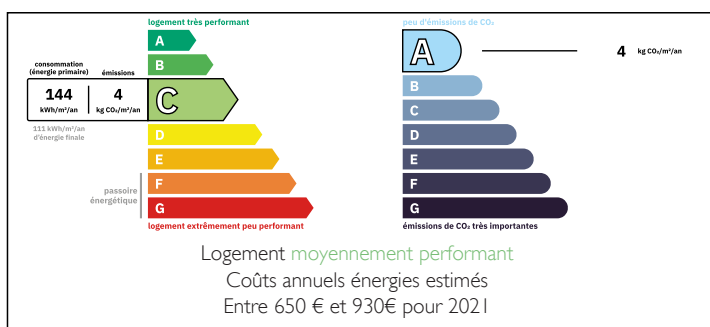 logement très performant
A
B
consommation
(énergie primaire)
émissions
144
kWh/m²/an
4
kg CO₂/m²/an
C
111 kWh/m²/an
d'énergie finale
D
E
passoire
énergétique
F
G
logement extrêmement peu performant
peu d'émissions de CO₂
A
4 kg CO₂/m²/an
B
C
D
E
F
G
émissions de CO₂ très importantes
Logement moyennement performant
Coûts annuels énergies estimés
Entre 650 € et 930€ pour 2021